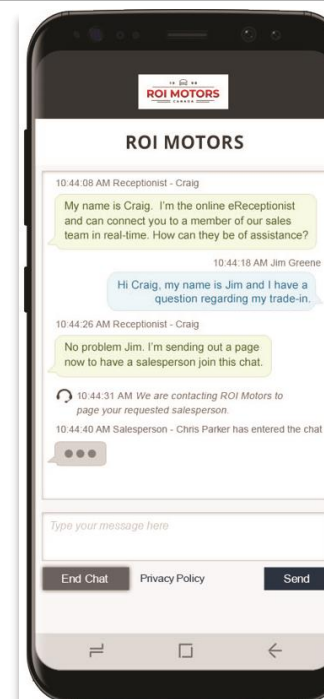 ROI MOTORS
CANADA
ROI MOTORS
10:44:08 AM Receptionist - Craig
My name is Craig. I'm the online eReceptionist
and can connect you to a member of our sales
team in real-time. How can they be of assistance?
10:44:18 AM Jim Greene
Hi Craig, my name is Jim and I have a
question regarding my trade-in.
10:44:26 AM Receptionist - Craig
No problem Jim. I'm sending out a page
now to have a salesperson join this chat.
10:44:31 AM We are contacting ROI Motors to
page your requested salesperson.
10:44:40 AM Salesperson - Chris Parker has entered the chat
Type your message here
End Chat Privacy Policy Send